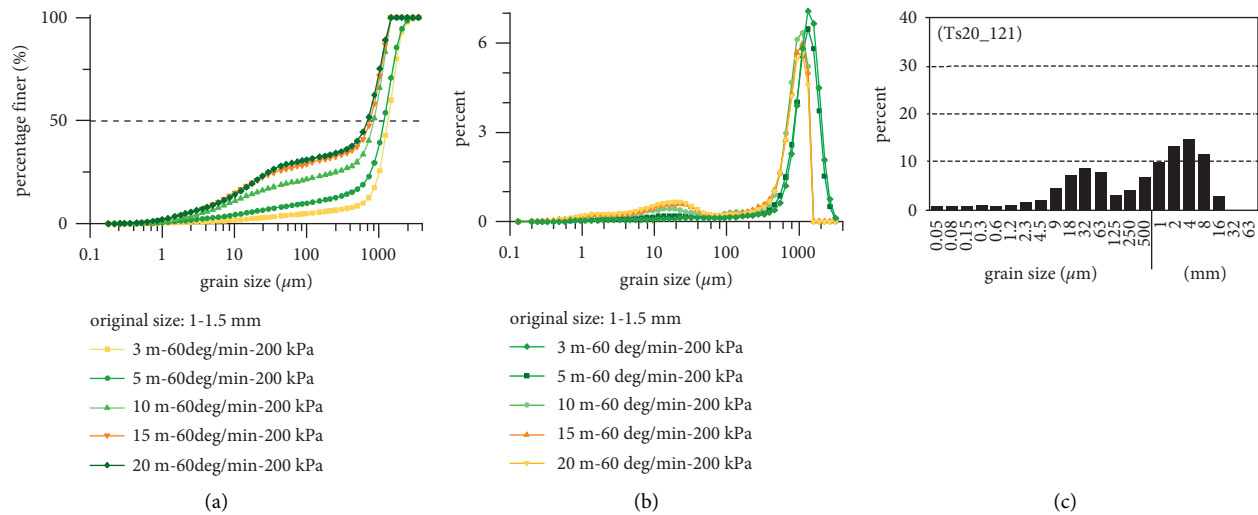 100
50
0
percentage finer (%)
0.1 1 10 100 1000
grain size (μm)
original size: 1-1.5 mm
3 m-60deg/min-200 kPa
5 m-60deg/min-200 kPa
10 m-60deg/min-200 kPa
15 m-60deg/min-200 kPa
20 m-60deg/min-200 kPa
(a)
6
3
0
percent
0.1 1 10 100 1000
grain size (μm)
original size: 1-1.5 mm
3 m-60 deg/min-200 kPa
5 m-60 deg/min-200 kPa
10 m-60 deg/min-200 kPa
15 m-60 deg/min-200 kPa
20 m-60 deg/min-200 kPa
(b)
40
30
20
10
0
percent
(Ts20_121)
0.05 0.08 0.15 0.3 0.6 1.2 2.3 4.5 9 18 32 63 125 250 500 1 2 4 8 16 32 63
grain size (μm) (mm)
(c)